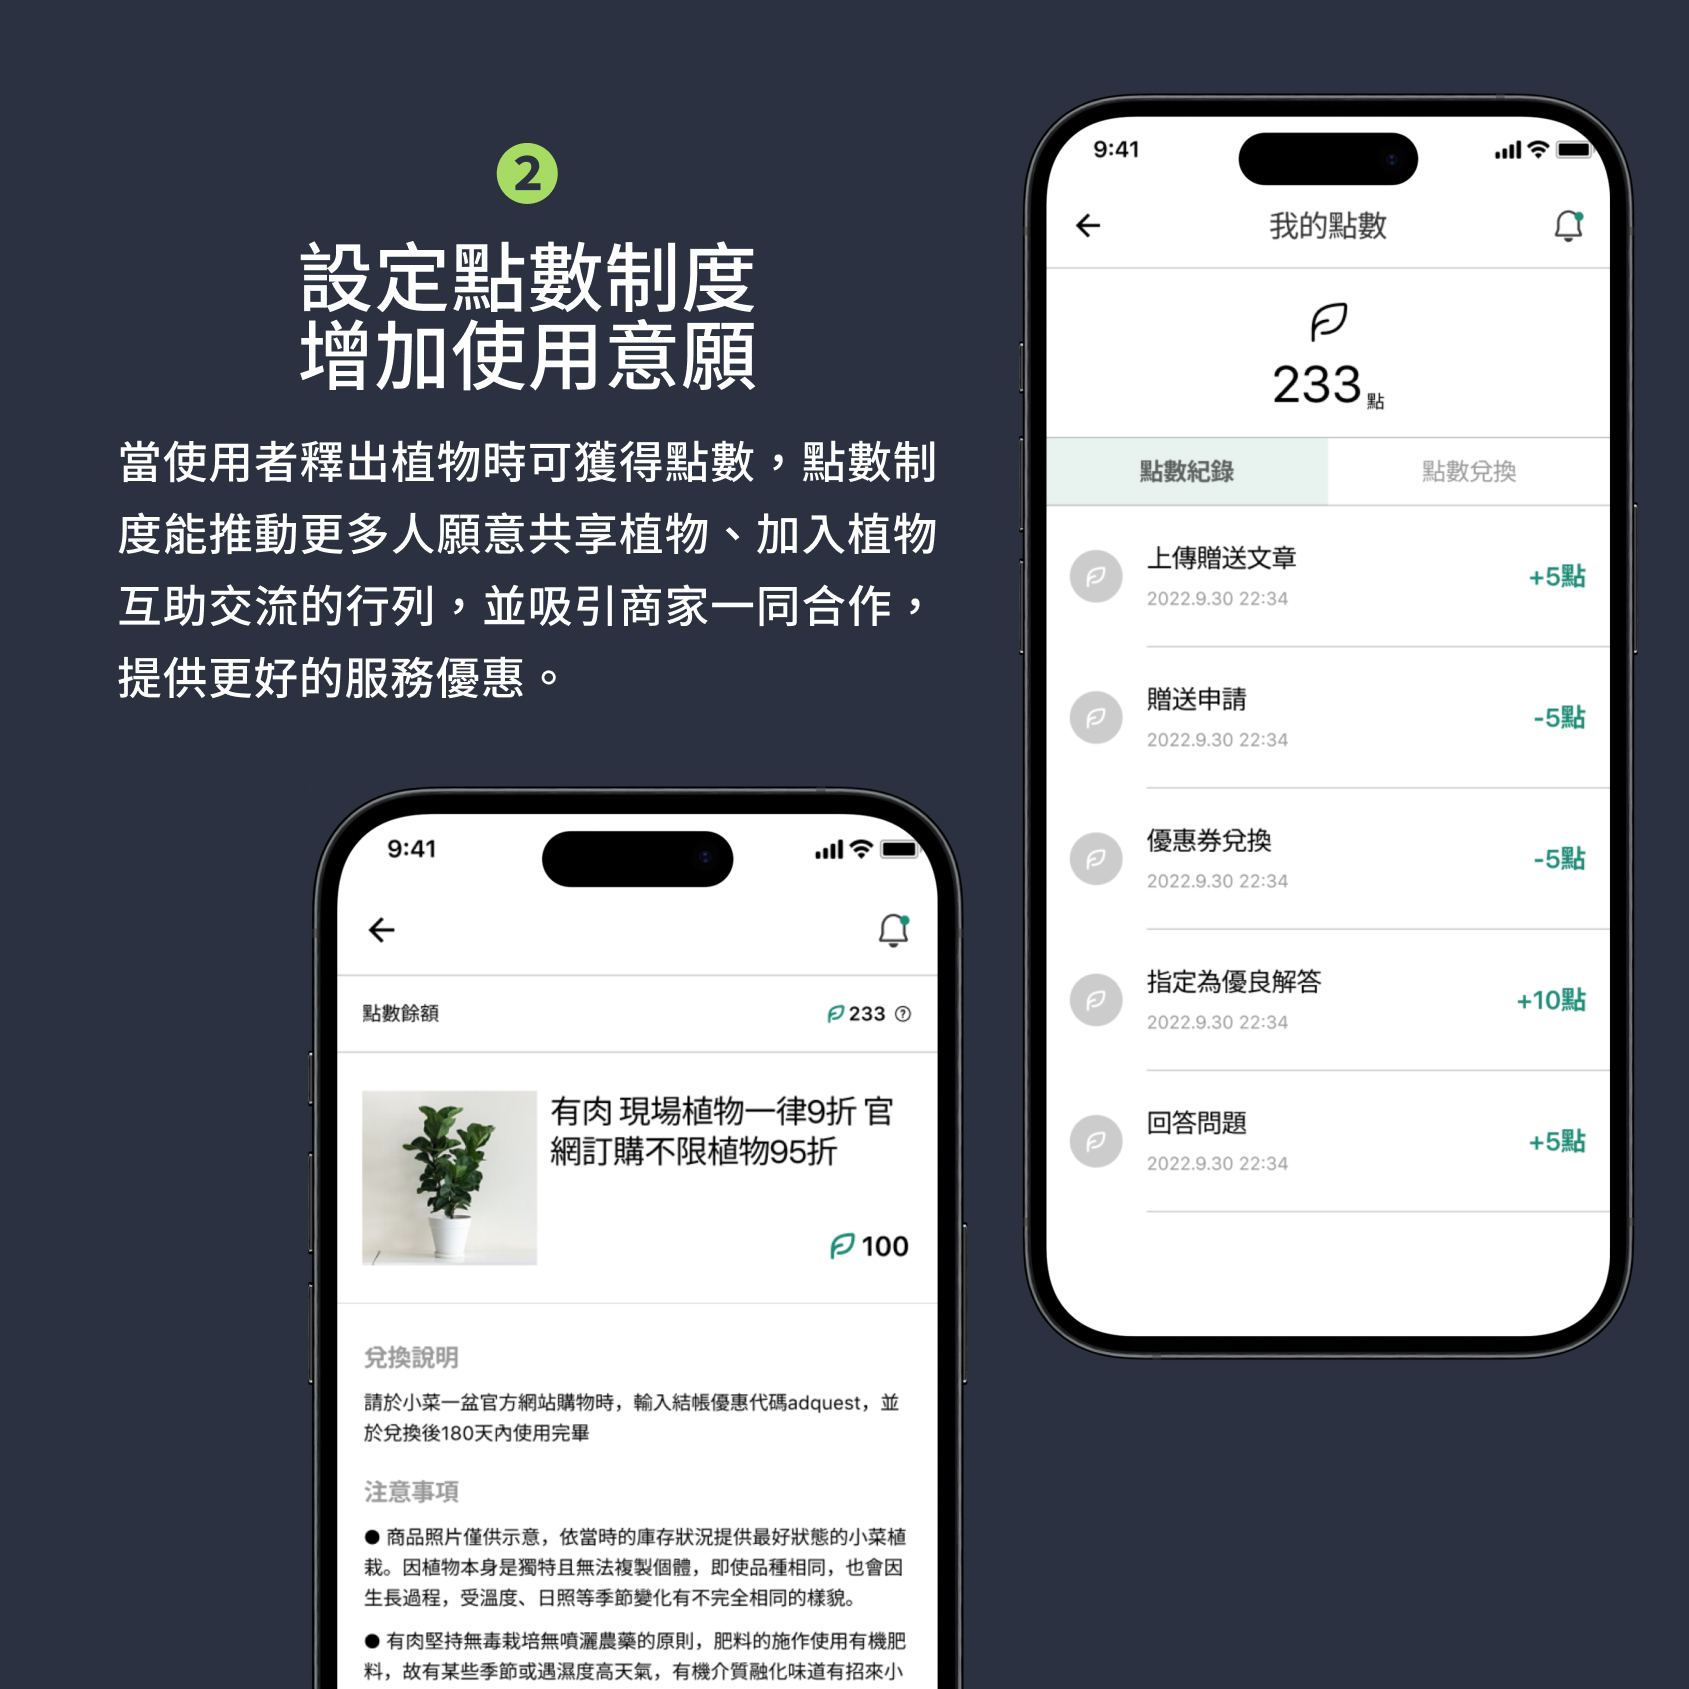 2
設定點數制度
增加使用意願
當使用者釋出植物時可獲得點數，點數制
度能推動更多人願意共享植物、加入植物
互助交流的行列，並吸引商家一同合作，
提供更好的服務優惠。
9:41
我的點數
233點
點數紀錄 點數兌換
上傳贈送文章
2022.9.30 22:34
+5點
贈送申請
2022.9.30 22:34
-5點
優惠券兌換
2022.9.30 22:34
-5點
指定為優良解答
2022.9.30 22:34
+10點
回答問題
2022.9.30 22:34
+5點
9:41
點數餘額 233 ?
有肉 現場植物一律9折 官
網訂購不限植物95折
100
兌換說明
請於小菜一盆官方網站購物時，輸入結帳優惠代碼adquest，並
於兌換後180天內使用完畢
注意事項
● 商品照片僅供示意，依當時的庫存狀況提供最好狀態的小菜植
栽。因植物本身是獨特且無法複製個體，即使品種相同，也會因
生長過程，受溫度、日照等季節變化有不完全相同的樣貌。
● 有肉堅持無毒栽培無噴灑農藥的原則，肥料的施作使用有機肥
料，故有某些季節或遇濕度高天氣，有機介質融化味道有招來小